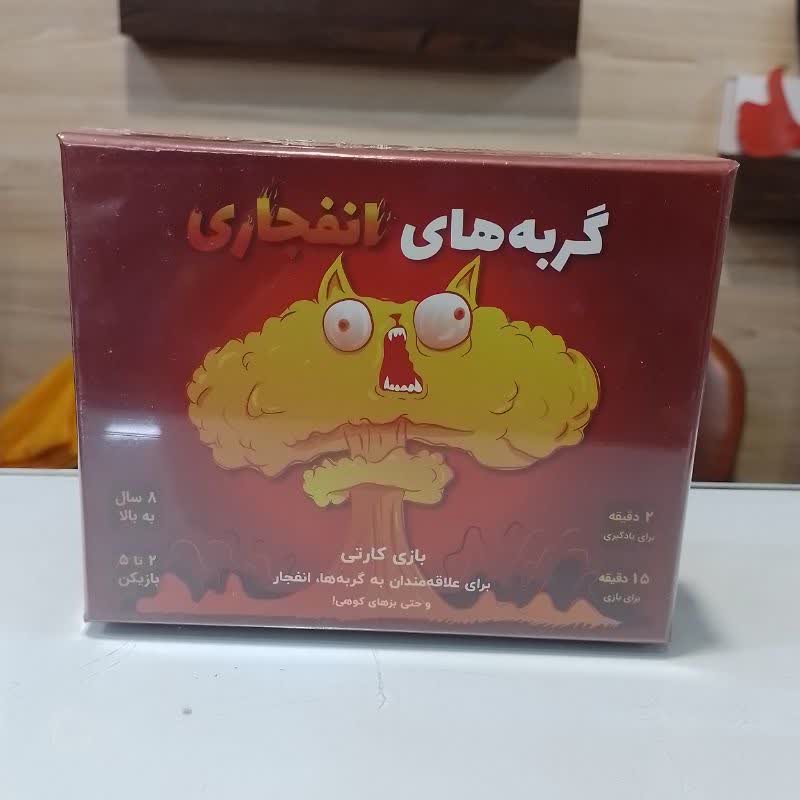 گربه‌های انفجاری
۸ سال
به بالا
۲ تا ۵
بازیکن
بازی کارتی
برای علاقه‌مندان به گربه‌ها، انفجار
و حتی بزهای کوهی!
۲ دقیقه
برای یادگیری
۱۵ دقیقه
برای بازی